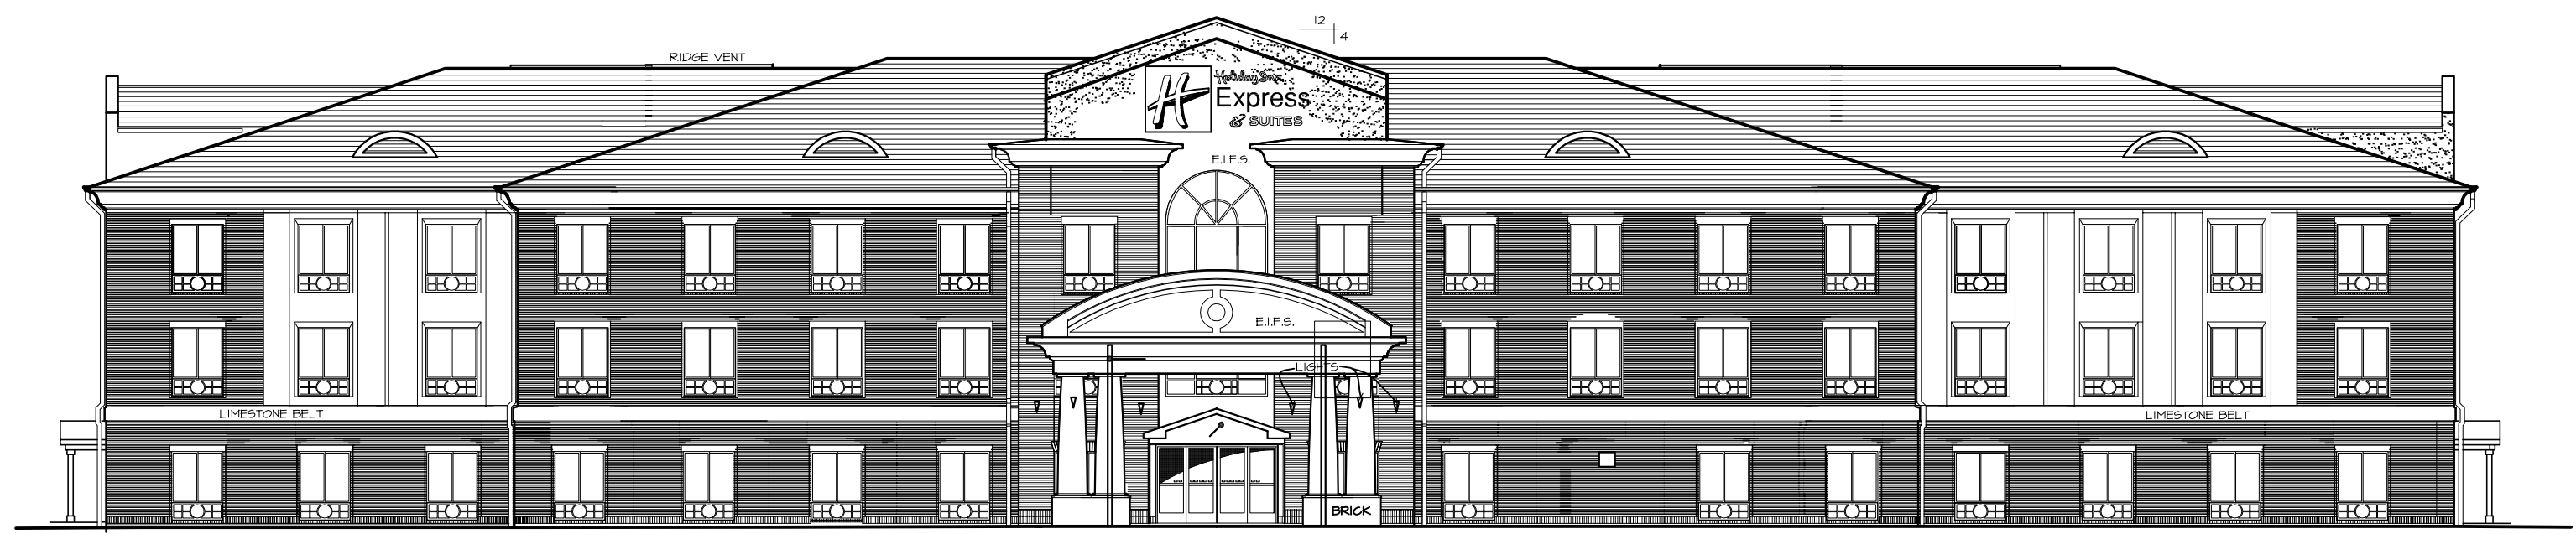 12
4
RIDGE VENT
H
Holiday Inn
Express
& SUITES
E.I.F.S.
E.I.F.S.
LIGHTS
LIMESTONE BELT
LIMESTONE BELT
BRICK